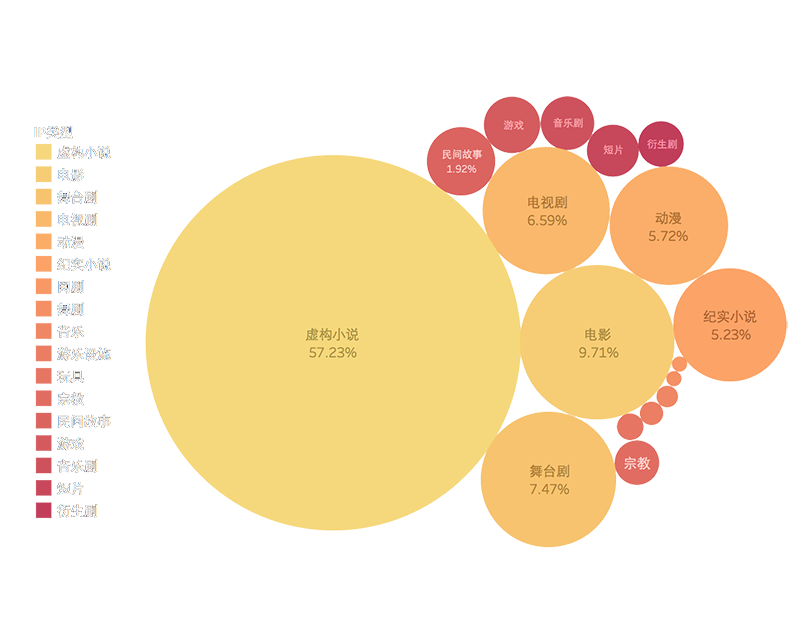 IP类型
虚构小说
电影
舞台剧
电视剧
动漫
纪实小说
网剧
舞剧
音乐
游乐设施
玩具
宗教
民间故事
游戏
音乐剧
短片
衍生剧
游戏
音乐剧
短片
衍生剧
民间故事
1.92%
电视剧
6.59%
动漫
5.72%
虚构小说
57.23%
电影
9.71%
纪实小说
5.23%
舞台剧
7.47%
宗教